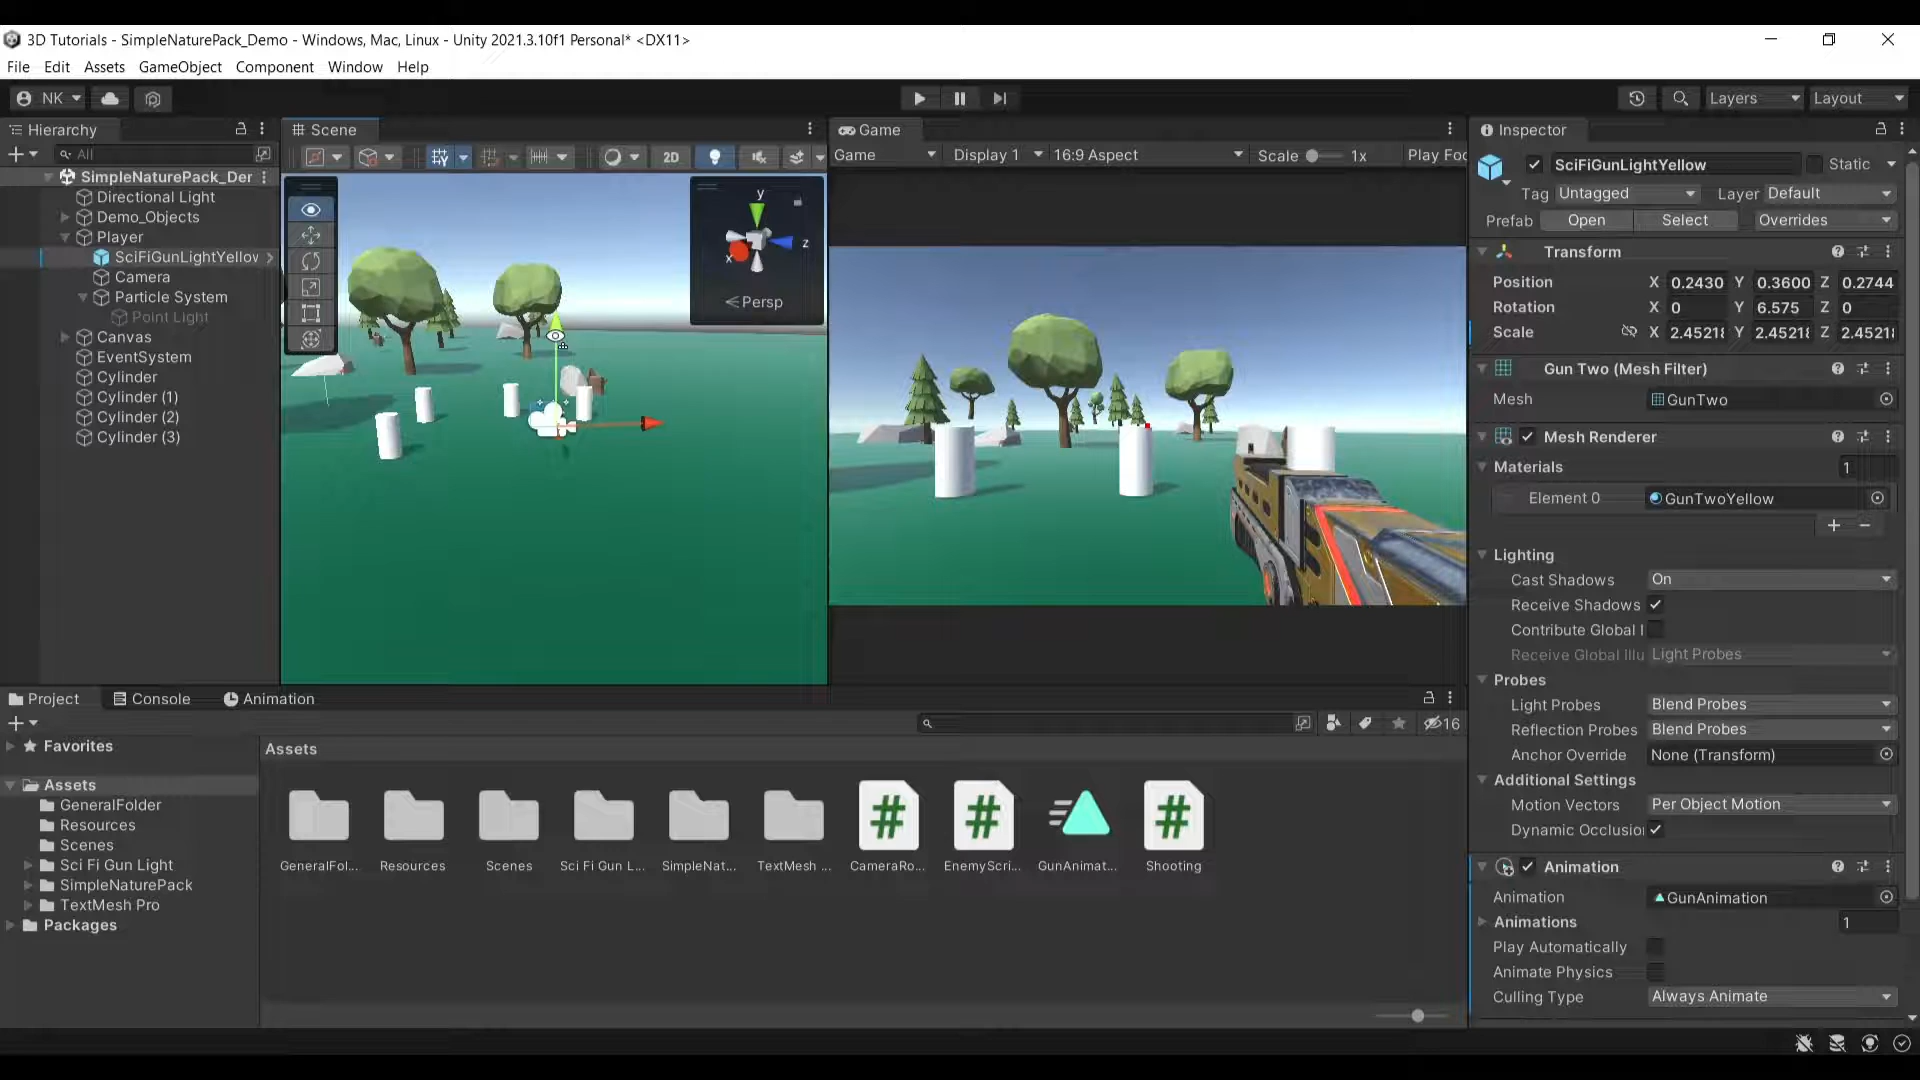 3D Tutorials - SimpleNaturePack_Demo - Windows, Mac, Linux - Unity 2021.3.10f1 Personal* <DX11>
File Edit Assets GameObject Component Window Help
NK
Layers
Layout
Hierarchy
All
SimpleNaturePack_Der
Directional Light
Demo_Objects
Player
SciFiGunLightYellov
Camera
Particle System
Point Light
Canvas
EventSystem
Cylinder
Cylinder (1)
Cylinder (2)
Cylinder (3)
Scene
2D
y
z
x
Persp
Game
Game Display 1 16:9 Aspect Scale 1x Play Foc
Inspector
SciFiGunLightYellow Static
Tag Untagged Layer Default
Prefab Open Select Overrides
Transform
Position X 0.2430 Y 0.3600 Z 0.2744
Rotation X 0 Y 6.575 Z 0
Scale X 2.4521 Y 2.4521 Z 2.4521
Gun Two (Mesh Filter)
Mesh GunTwo
Mesh Renderer
Materials 1
Element 0 GunTwoYellow
Lighting
Cast Shadows On
Receive Shadows
Contribute Global I
Receive Global Illu Light Probes
Probes
Light Probes Blend Probes
Reflection Probes Blend Probes
Anchor Override None (Transform)
Additional Settings
Motion Vectors Per Object Motion
Dynamic Occlusio
Animation
Animation GunAnimation
Animations 1
Play Automatically
Animate Physics
Culling Type Always Animate
Project Console Animation
16
Favorites
Assets
GeneralFolder
Resources
Scenes
Sci Fi Gun Light
SimpleNaturePack
TextMesh Pro
Packages
Assets
GeneralFol... Resources Scenes Sci Fi Gun L... SimpleNat... TextMesh ... CameraRo... EnemyScri... GunAnimat... Shooting